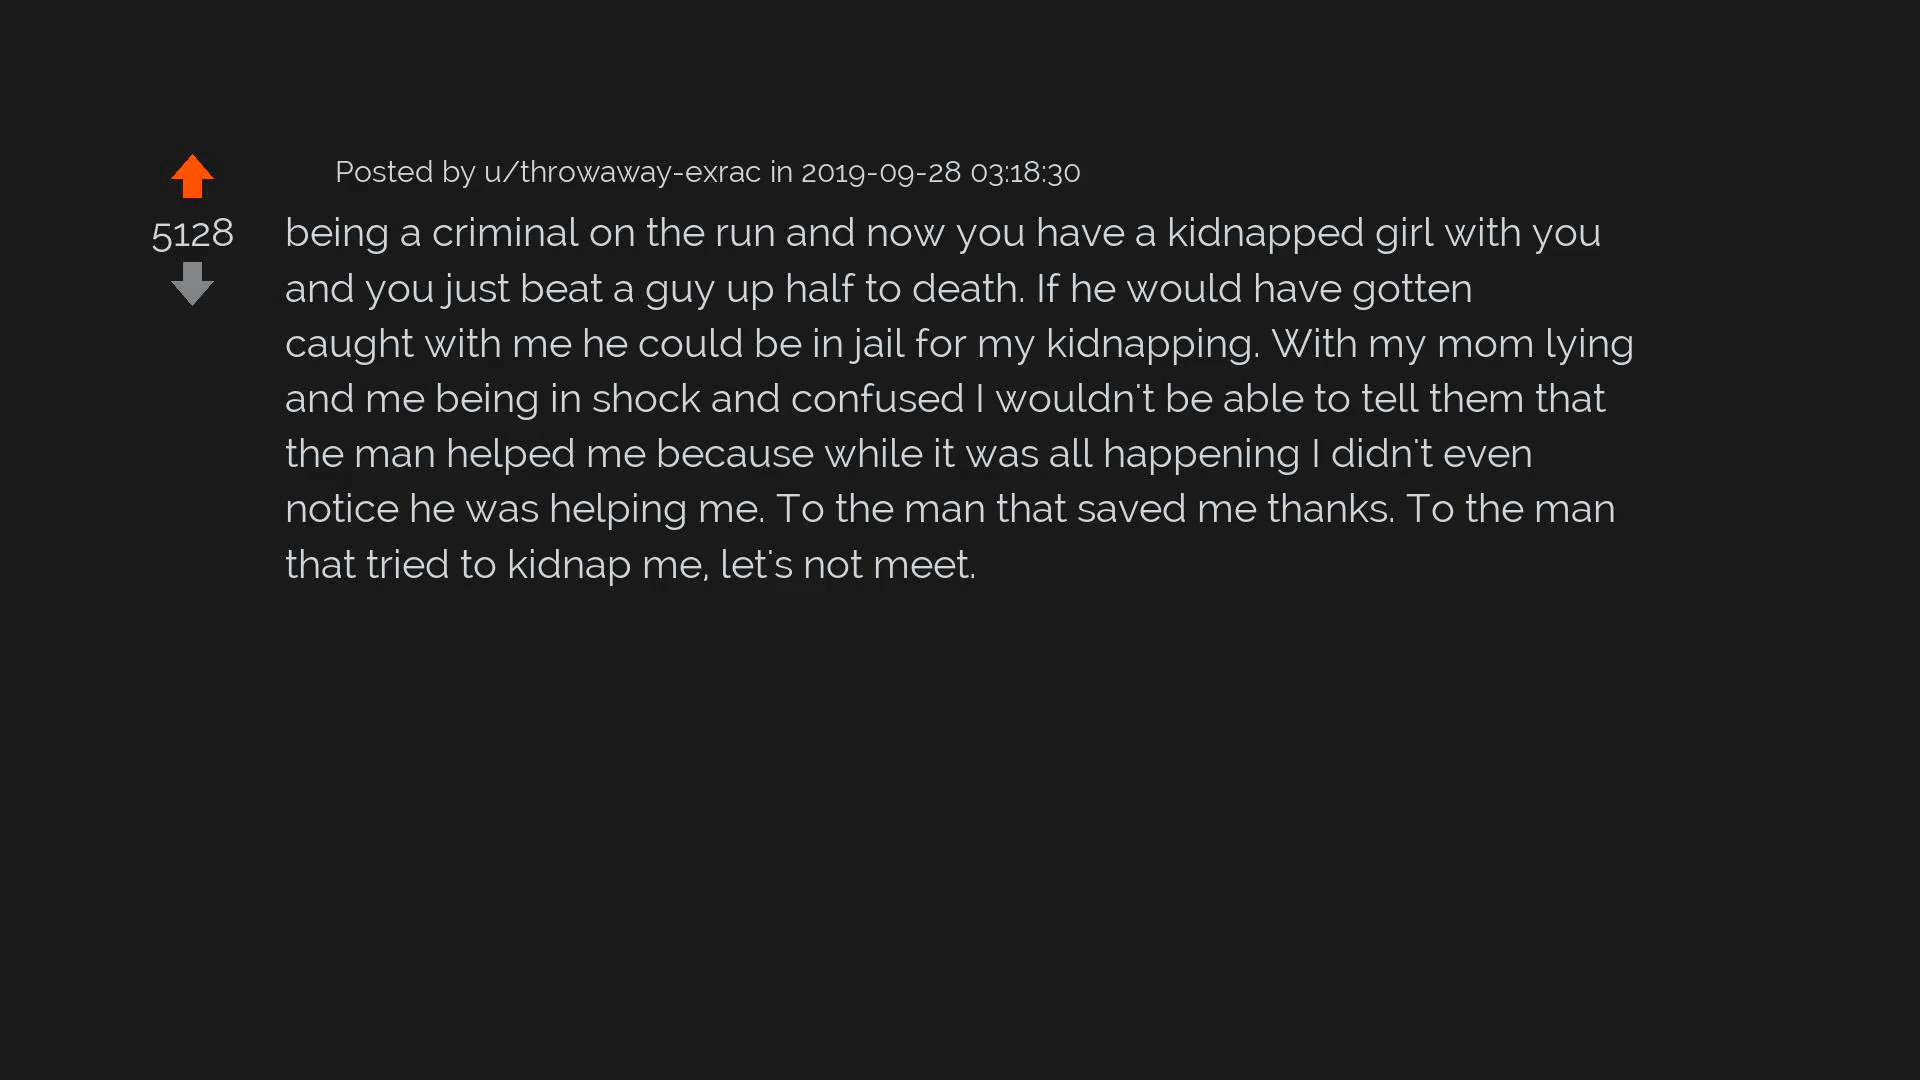 Posted by u/throwaway-exrac in 2019-09-28 03:18:30
5128
being a criminal on the run and now you have a kidnapped girl with you
and you just beat a guy up half to death. If he would have gotten
caught with me he could be in jail for my kidnapping. With my mom lying
and me being in shock and confused I wouldn't be able to tell them that
the man helped me because while it was all happening I didn't even
notice he was helping me. To the man that saved me thanks. To the man
that tried to kidnap me, let's not meet.